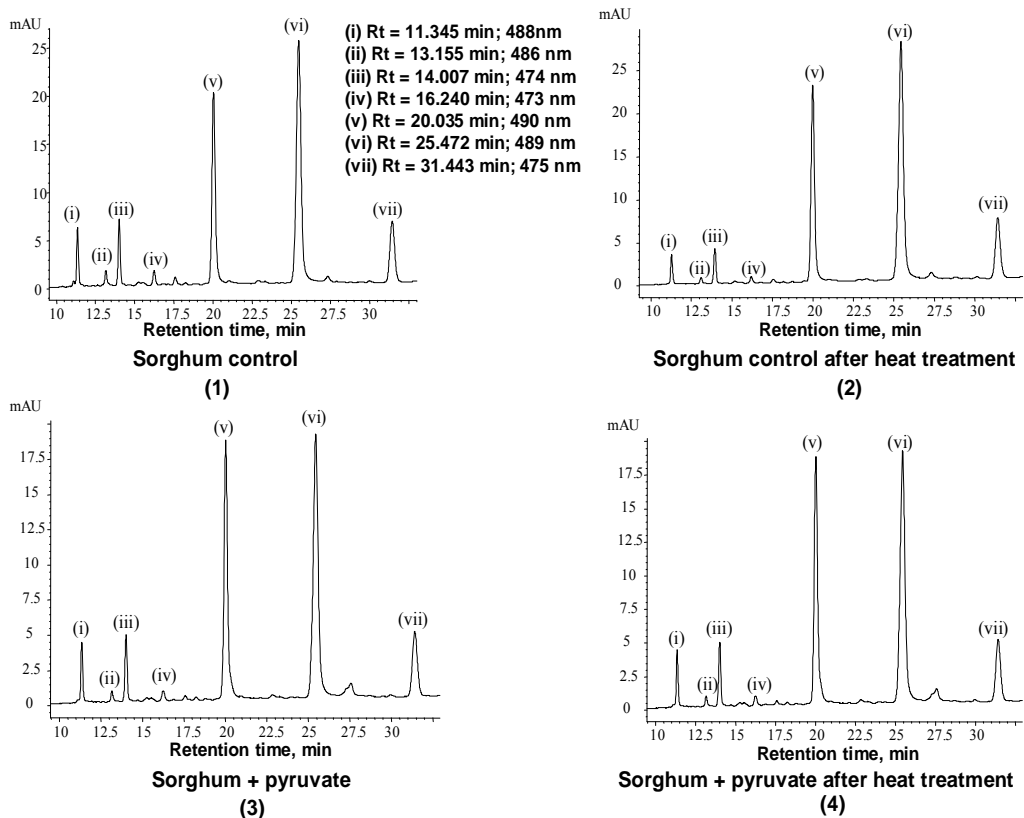 mAU
25
20
15
10
5
0
(i)
(ii)
(iii)
(iv)
(v)
(vi)
(vii)
10 12.5 15 17.5 20 22.5 25 27.5 30
Retention time, min
Sorghum control
(1)
(i) Rt = 11.345 min; 488nm
(ii) Rt = 13.155 min; 486 nm
(iii) Rt = 14.007 min; 474 nm
(iv) Rt = 16.240 min; 473 nm
(v) Rt = 20.035 min; 490 nm
(vi) Rt = 25.472 min; 489 nm
(vii) Rt = 31.443 min; 475 nm
mAU
25
20
15
10
5
0
(i)
(ii)
(iii)
(iv)
(v)
(vi)
(vii)
10 12.5 15 17.5 20 22.5 25 27.5 30
Retention time, min
Sorghum control after heat treatment
(2)
mAU
17.5
15
12.5
10
7.5
5
2.5
0
(i)
(ii)
(iii)
(iv)
(v)
(vi)
(vii)
10 12.5 15 17.5 20 22.5 25 27.5 30
Retention time, min
Sorghum + pyruvate
(3)
mAU
17.5
15
12.5
10
7.5
5
2.5
0
(i)
(ii)
(iii)
(iv)
(v)
(vi)
(vii)
10 12.5 15 17.5 20 22.5 25 27.5 30
Retention time, min
Sorghum + pyruvate after heat treatment
(4)